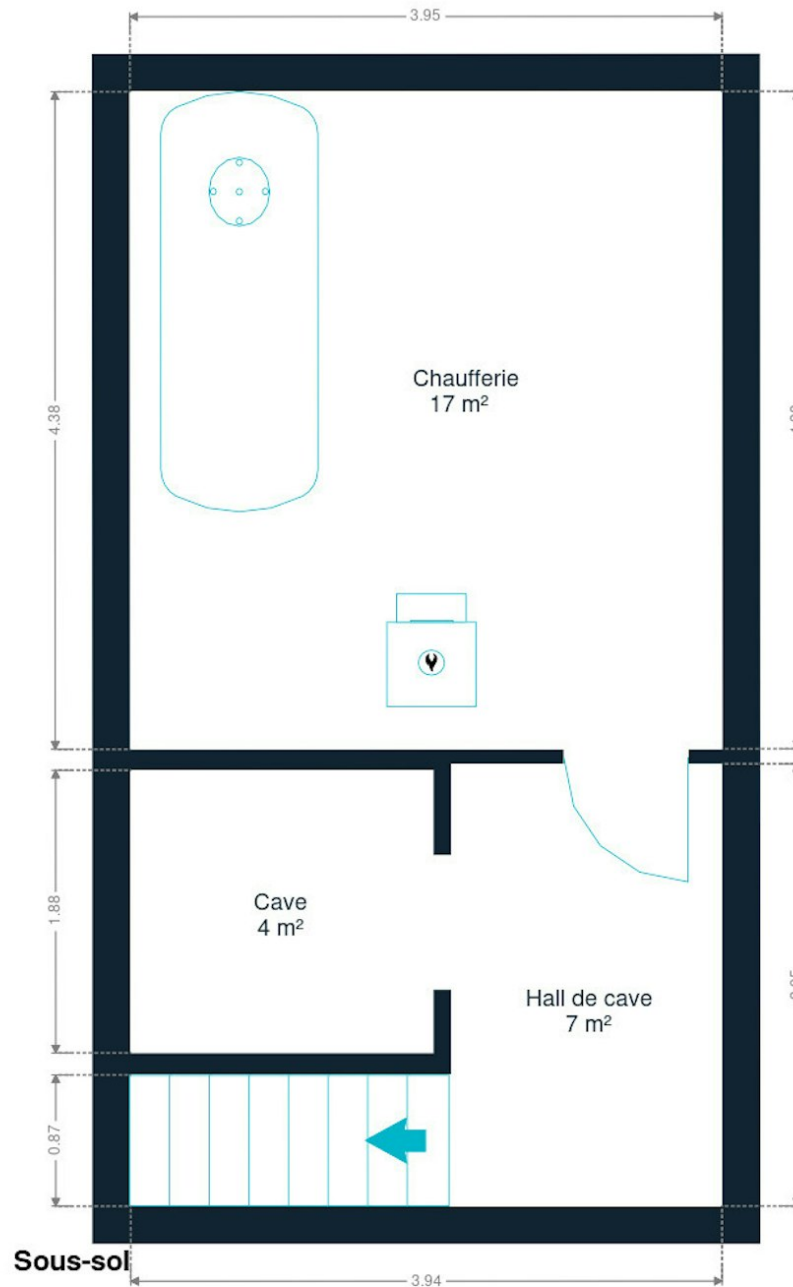 3.95
4.38
Chaufferie
17 m²
1.88
Cave
4 m²
Hall de cave
7 m²
0.87
Sous-sol
3.94